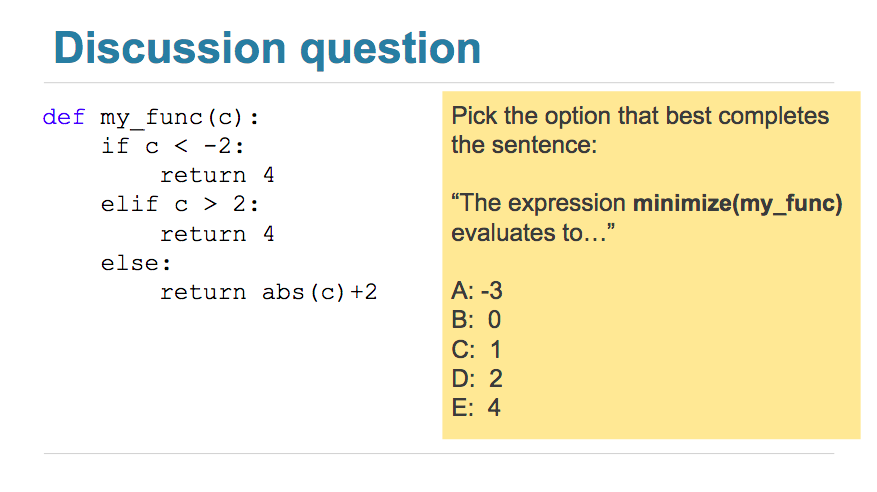 Discussion question
def my_func(c):
    if c < -2:
        return 4
    elif c > 2:
        return 4
    else:
        return abs(c)+2
Pick the option that best completes
the sentence:
“The expression minimize(my_func)
evaluates to…”
A: -3
B:  0
C:  1
D:  2
E:  4